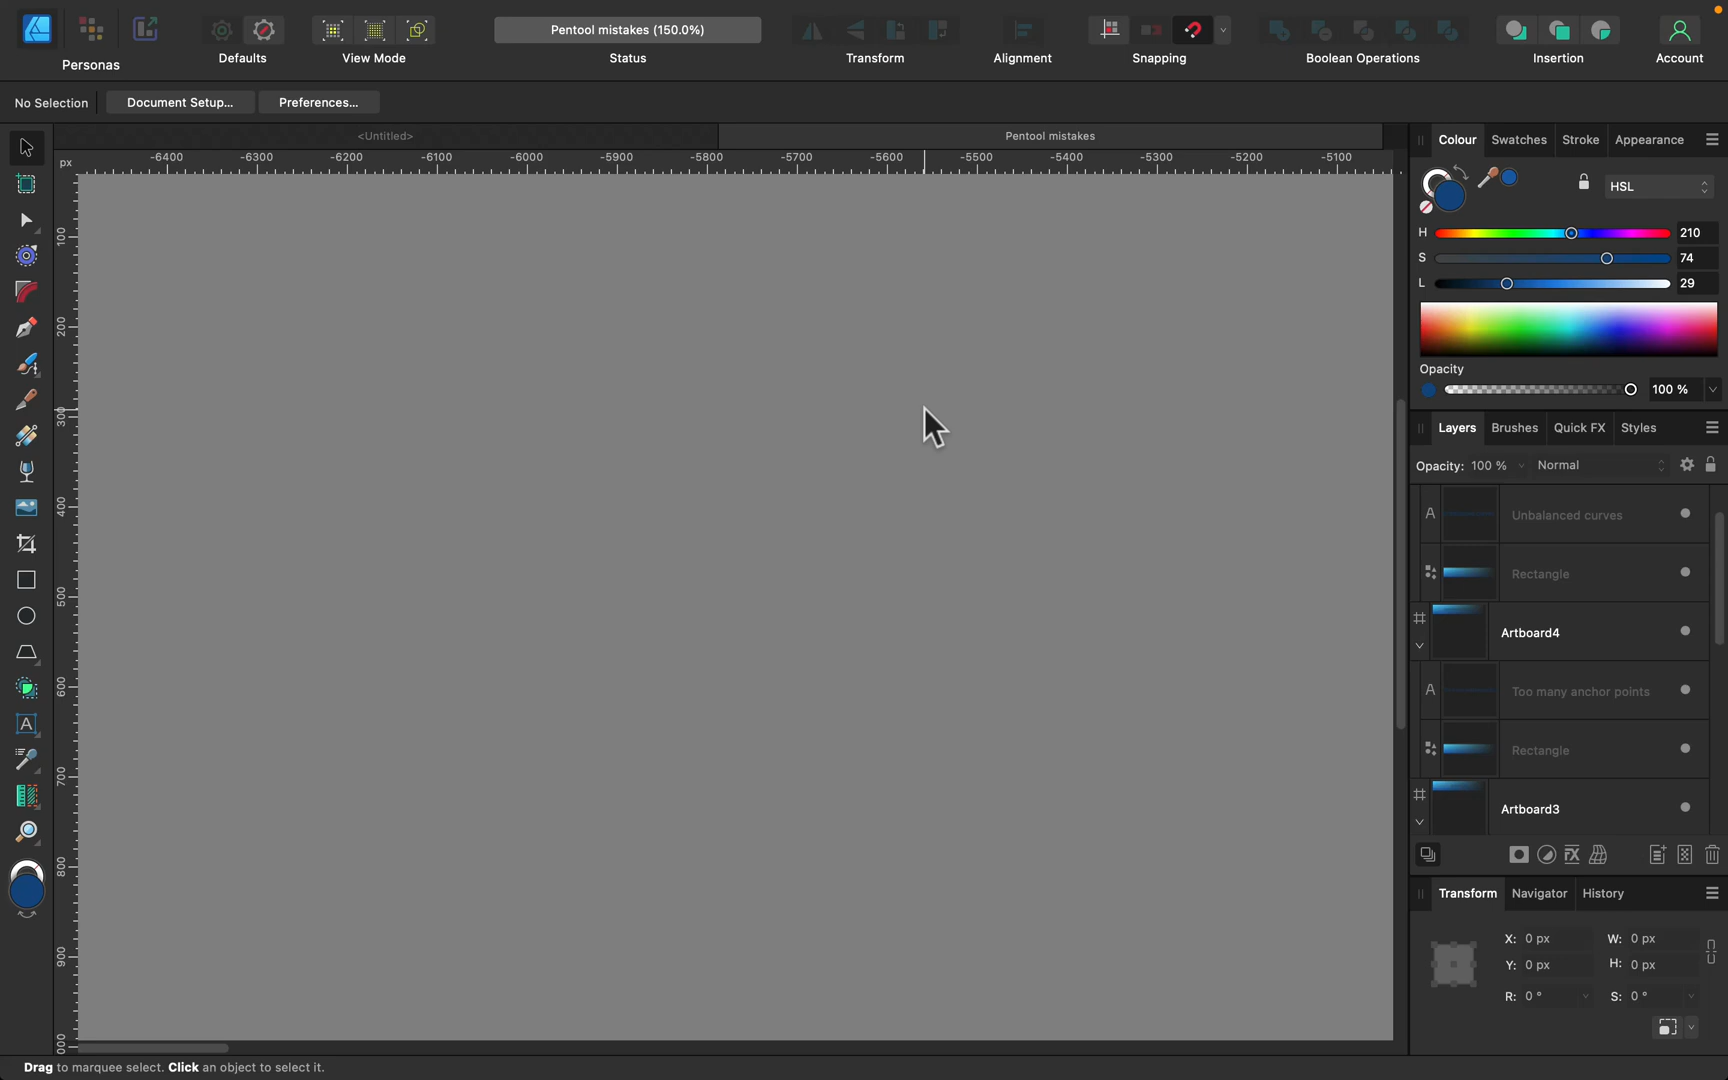 Pentool mistakes (150.0%)
Personas
Defaults
View Mode
Status
Transform
Alignment
Snapping
Boolean Operations
Insertion
Account
No Selection
Document Setup...
Preferences...
<Untitled>
Pentool mistakes
px
-6400
-6300
-6200
-6100
-6000
-5900
-5800
-5700
-5600
-5500
-5400
-5300
-5200
-5100
100
200
300
400
500
600
700
800
900
Colour
Swatches
Stroke
Appearance
HSL
H
210
S
74
L
29
Opacity
100 %
Layers
Brushes
Quick FX
Styles
Opacity: 100 %
Normal
A
Unbalanced curves
Rectangle
Artboard4
A
Too many anchor points
Rectangle
Artboard3
Transform
Navigator
History
X: 0 px
W: 0 px
Y: 0 px
H: 0 px
R: 0 °
S: 0 °
Drag to marquee select. Click an object to select it.